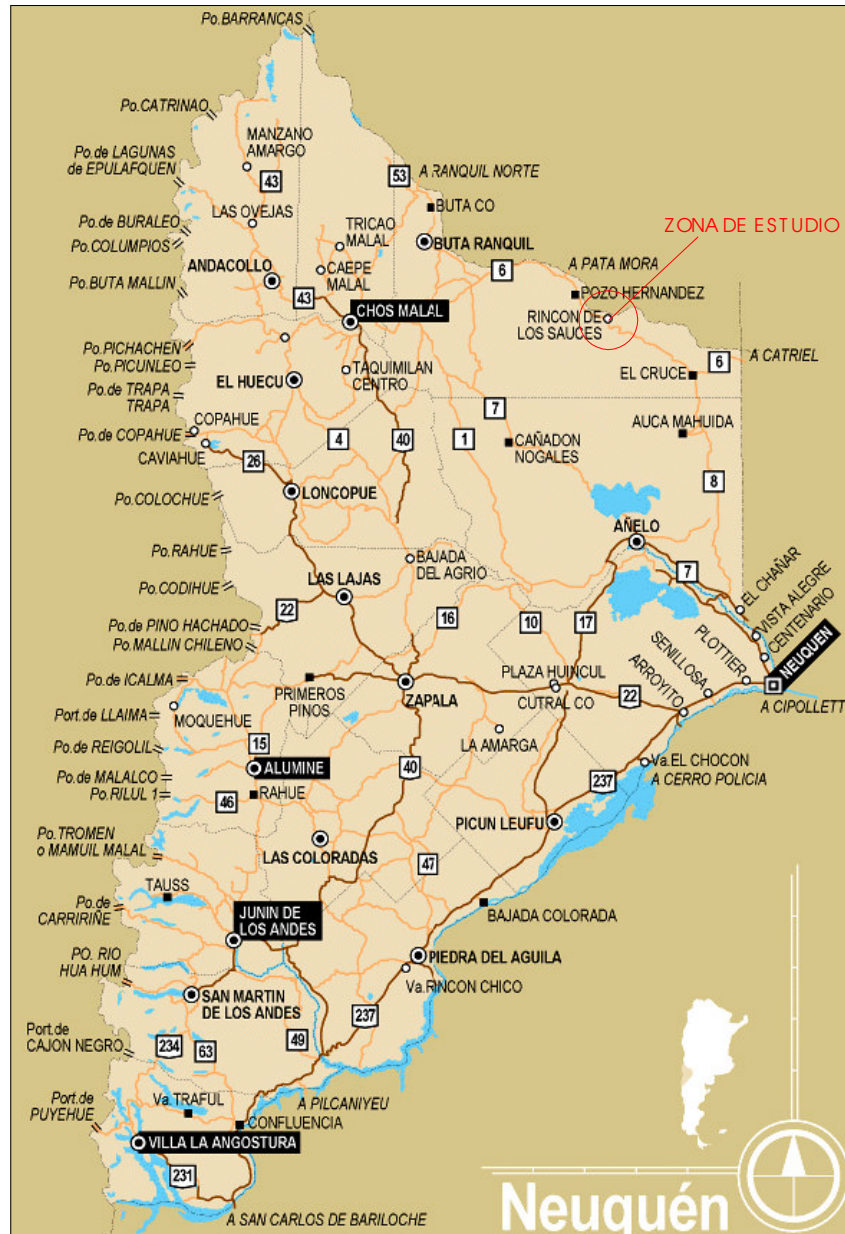 Po.BARRANCAS
Po.CATRINAO
MANZANO
AMARGO
Po.de LAGUNAS
de EPULAFQUEN
43
53
A RANQUIL NORTE
BUTA CO
LAS OVEJAS
Po.de BURALEO
Po.COLUMPIOS
TRICAO
MALAL
BUTA RANQUIL
ZONA DE ESTUDIO
ANDACOLLO
CAEPE
MALAL
6
A PATA MORA
Po.BUTA MALLIN
43
CHOS MALAL
POZO HERNANDEZ
RINCON DE
LOS SAUCES
Po.PICHACHEN
Po.PICUNLEO
TAQUIMILAN
CENTRO
6
A CATRIEL
EL HUECU
EL CRUCE
Po.de TRAPA
TRAPA
7
COPAHUE
AUCA MAHUIDA
Po.de COPAHUE
4
40
1
CAÑADON
NOGALES
CAVIAHUE
26
8
LONCOPUE
Po.COLOCHUE
AÑELO
Po.RAHUE
BAJADA
DEL AGRIO
7
LAS LAJAS
Po.CODIHUE
EL CHAÑAR
VISTA ALEGRE
CENTENARIO
22
16
10
17
Po.de PINO HACHADO
Po.MALLIN CHILENO
PLOTTIER
NEUQUEN
SENILLOSA
ARROYITO
Po.de ICALMA
PRIMEROS
PINOS
ZAPALA
PLAZA HUINCUL
CUTRAL CO
22
A CIPOLLETT
Port.de LLAIMA
MOQUEHUE
LA AMARGA
15
Po.de REIGOLIL
ALUMINE
40
Va.EL CHOCON
A CERRO POLICIA
Po.de MALALCO
Po.RILUL 1
46
RAHUE
237
PICUN LEUFU
Po.TROMEN
o MAMUIL MALAL
LAS COLORADAS
47
TAUSS
Po.de
CARRIRIÑE
BAJADA COLORADA
JUNIN DE
LOS ANDES
PO. RIO
HUA HUM
PIEDRA DEL AGUILA
Va.RINCON CHICO
SAN MARTIN
DE LOS ANDES
237
Port.de
CAJON NEGRO
234
63
49
Port.de
PUYEHUE
Va.TRAFUL
A PILCANIYEU
CONFLUENCIA
VILLA LA ANGOSTURA
231
A SAN CARLOS DE BARILOCHE
Neuquén